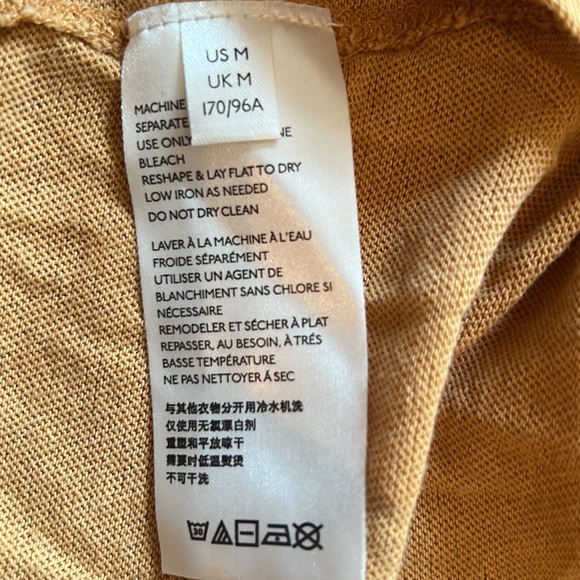 US M
UK M
170/96A
MACHINE
SEPARATE
USE ONLY NE
BLEACH
RESHAPE & LAY FLAT TO DRY
LOW IRON AS NEEDED
DO NOT DRY CLEAN
LAVER À LA MACHINE À L'EAU
FROIDE SÉPARÉMENT
UTILISER UN AGENT DE
BLANCHIMENT SANS CHLORE SI
NÉCESSAIRE
REMODELER ET SÉCHER À PLAT
REPASSER, AU BESOIN, À TRÉS
BASSE TEMPÉRATURE
NE PAS NETTOYER Á SEC
与其他衣物分开用冷水机洗
仅使用无氯漂白剂
重塑和平放晾干
需要时低温熨烫
不可干洗
30